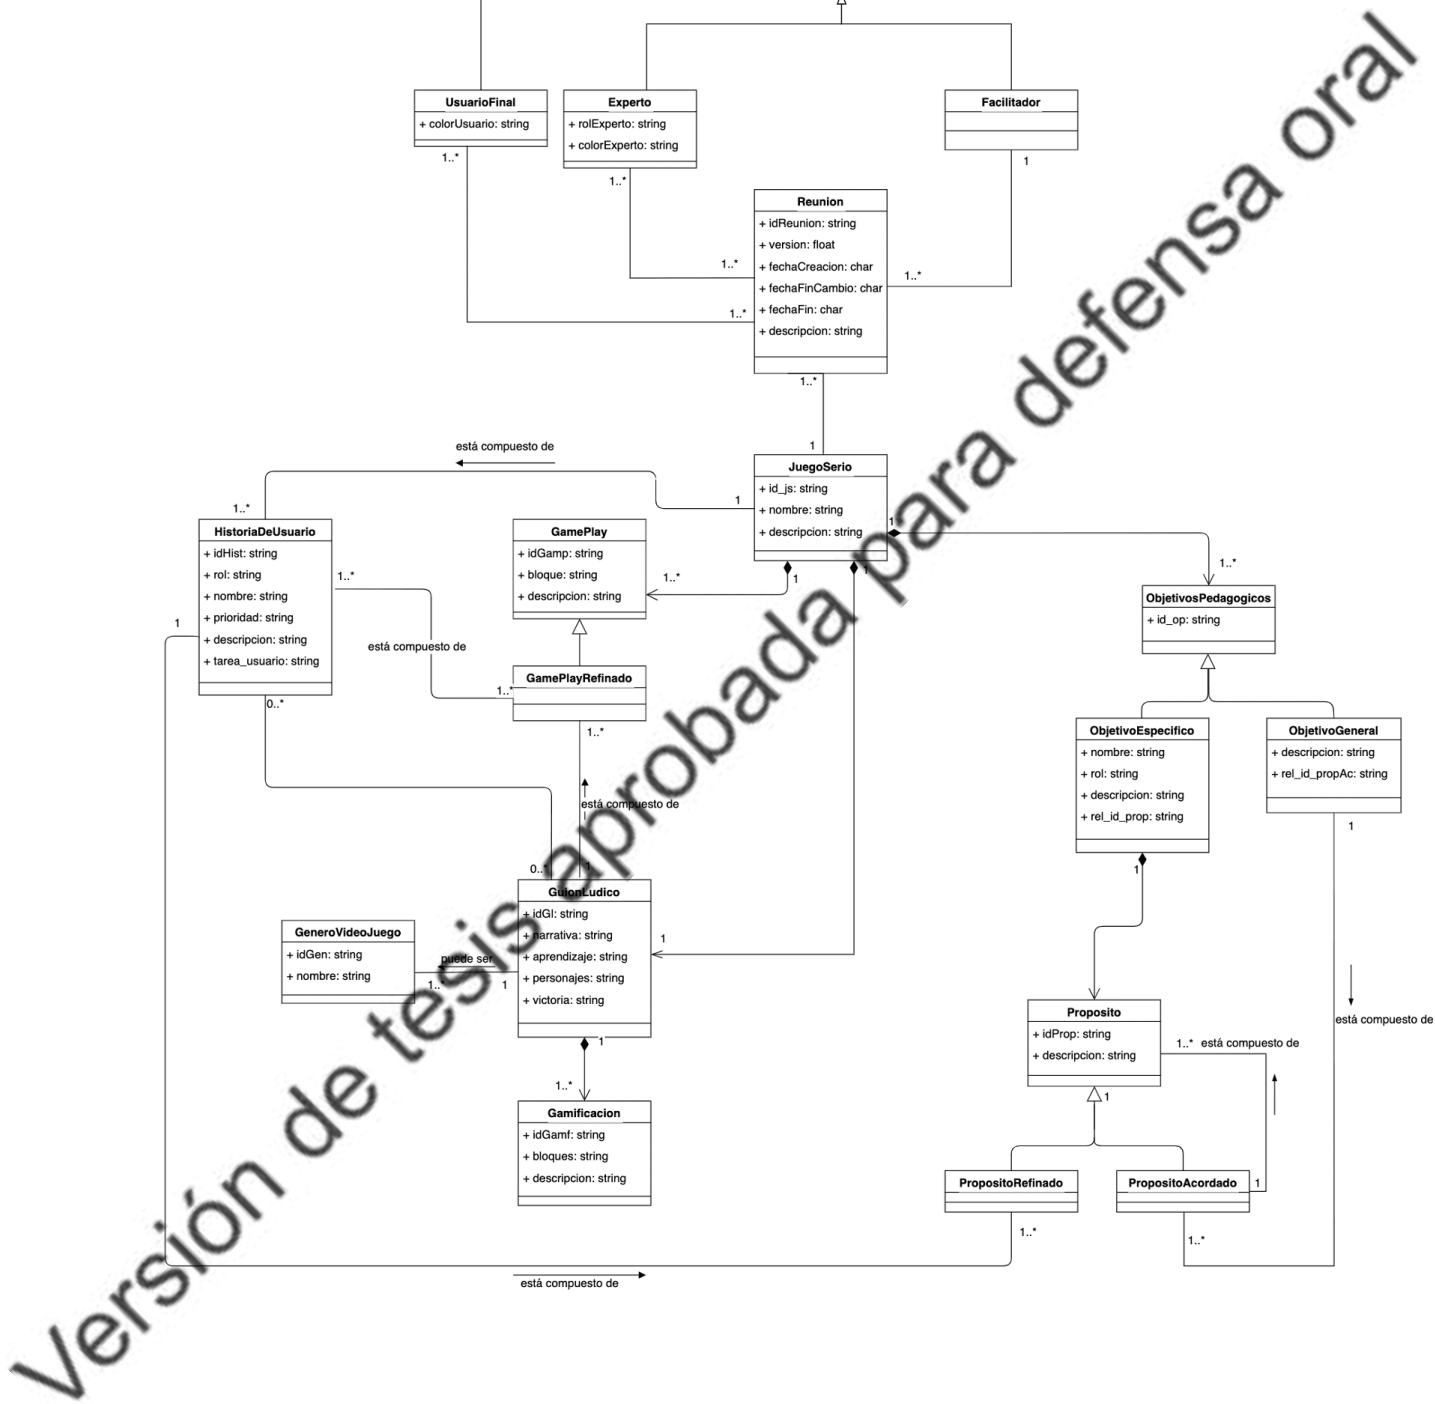 UsuarioFinal
+ colorUsuario: string
1..*
Experto
+ rolExperto: string
+ colorExperto: string
1..*
Facilitador
1
Reunion
+ idReunion: string
+ version: float
+ fechaCreacion: char
+ fechaFinCambio: char
+ fechaFin: char
+ descripcion: string
1..*
1..*
1..*
1..*
1
está compuesto de
JuegoSerio
+ id_js: string
+ nombre: string
+ descripcion: string
1
1
1
1
1..*
HistoriaDeUsuario
+ idHist: string
+ rol: string
+ nombre: string
+ prioridad: string
+ descripcion: string
+ tarea_usuario: string
1..*
1
0..*
está compuesto de
GamePlay
+ idGamp: string
+ bloque: string
+ descripcion: string
1..*
GamePlayRefinado
1..*
1..*
está compuesto de
1..*
ObjetivosPedagogicos
+ id_op: string
ObjetivoEspecifico
+ nombre: string
+ rol: string
+ descripcion: string
+ rel_id_prop: string
1
ObjetivoGeneral
+ descripcion: string
+ rel_id_propAc: string
1
está compuesto de
0..*
1
GuionLudico
+ idGl: string
+ narrativa: string
+ aprendizaje: string
+ personajes: string
+ victoria: string
1
1
1
GeneroVideoJuego
+ idGen: string
+ nombre: string
puede ser
1..*
1..*
Gamificacion
+ idGamf: string
+ bloques: string
+ descripcion: string
Proposito
+ idProp: string
+ descripcion: string
1..* está compuesto de
1
PropositoRefinado
1..*
PropositoAcordado
1
1..*
está compuesto de
Versión de tesis aprobada para defensa oral